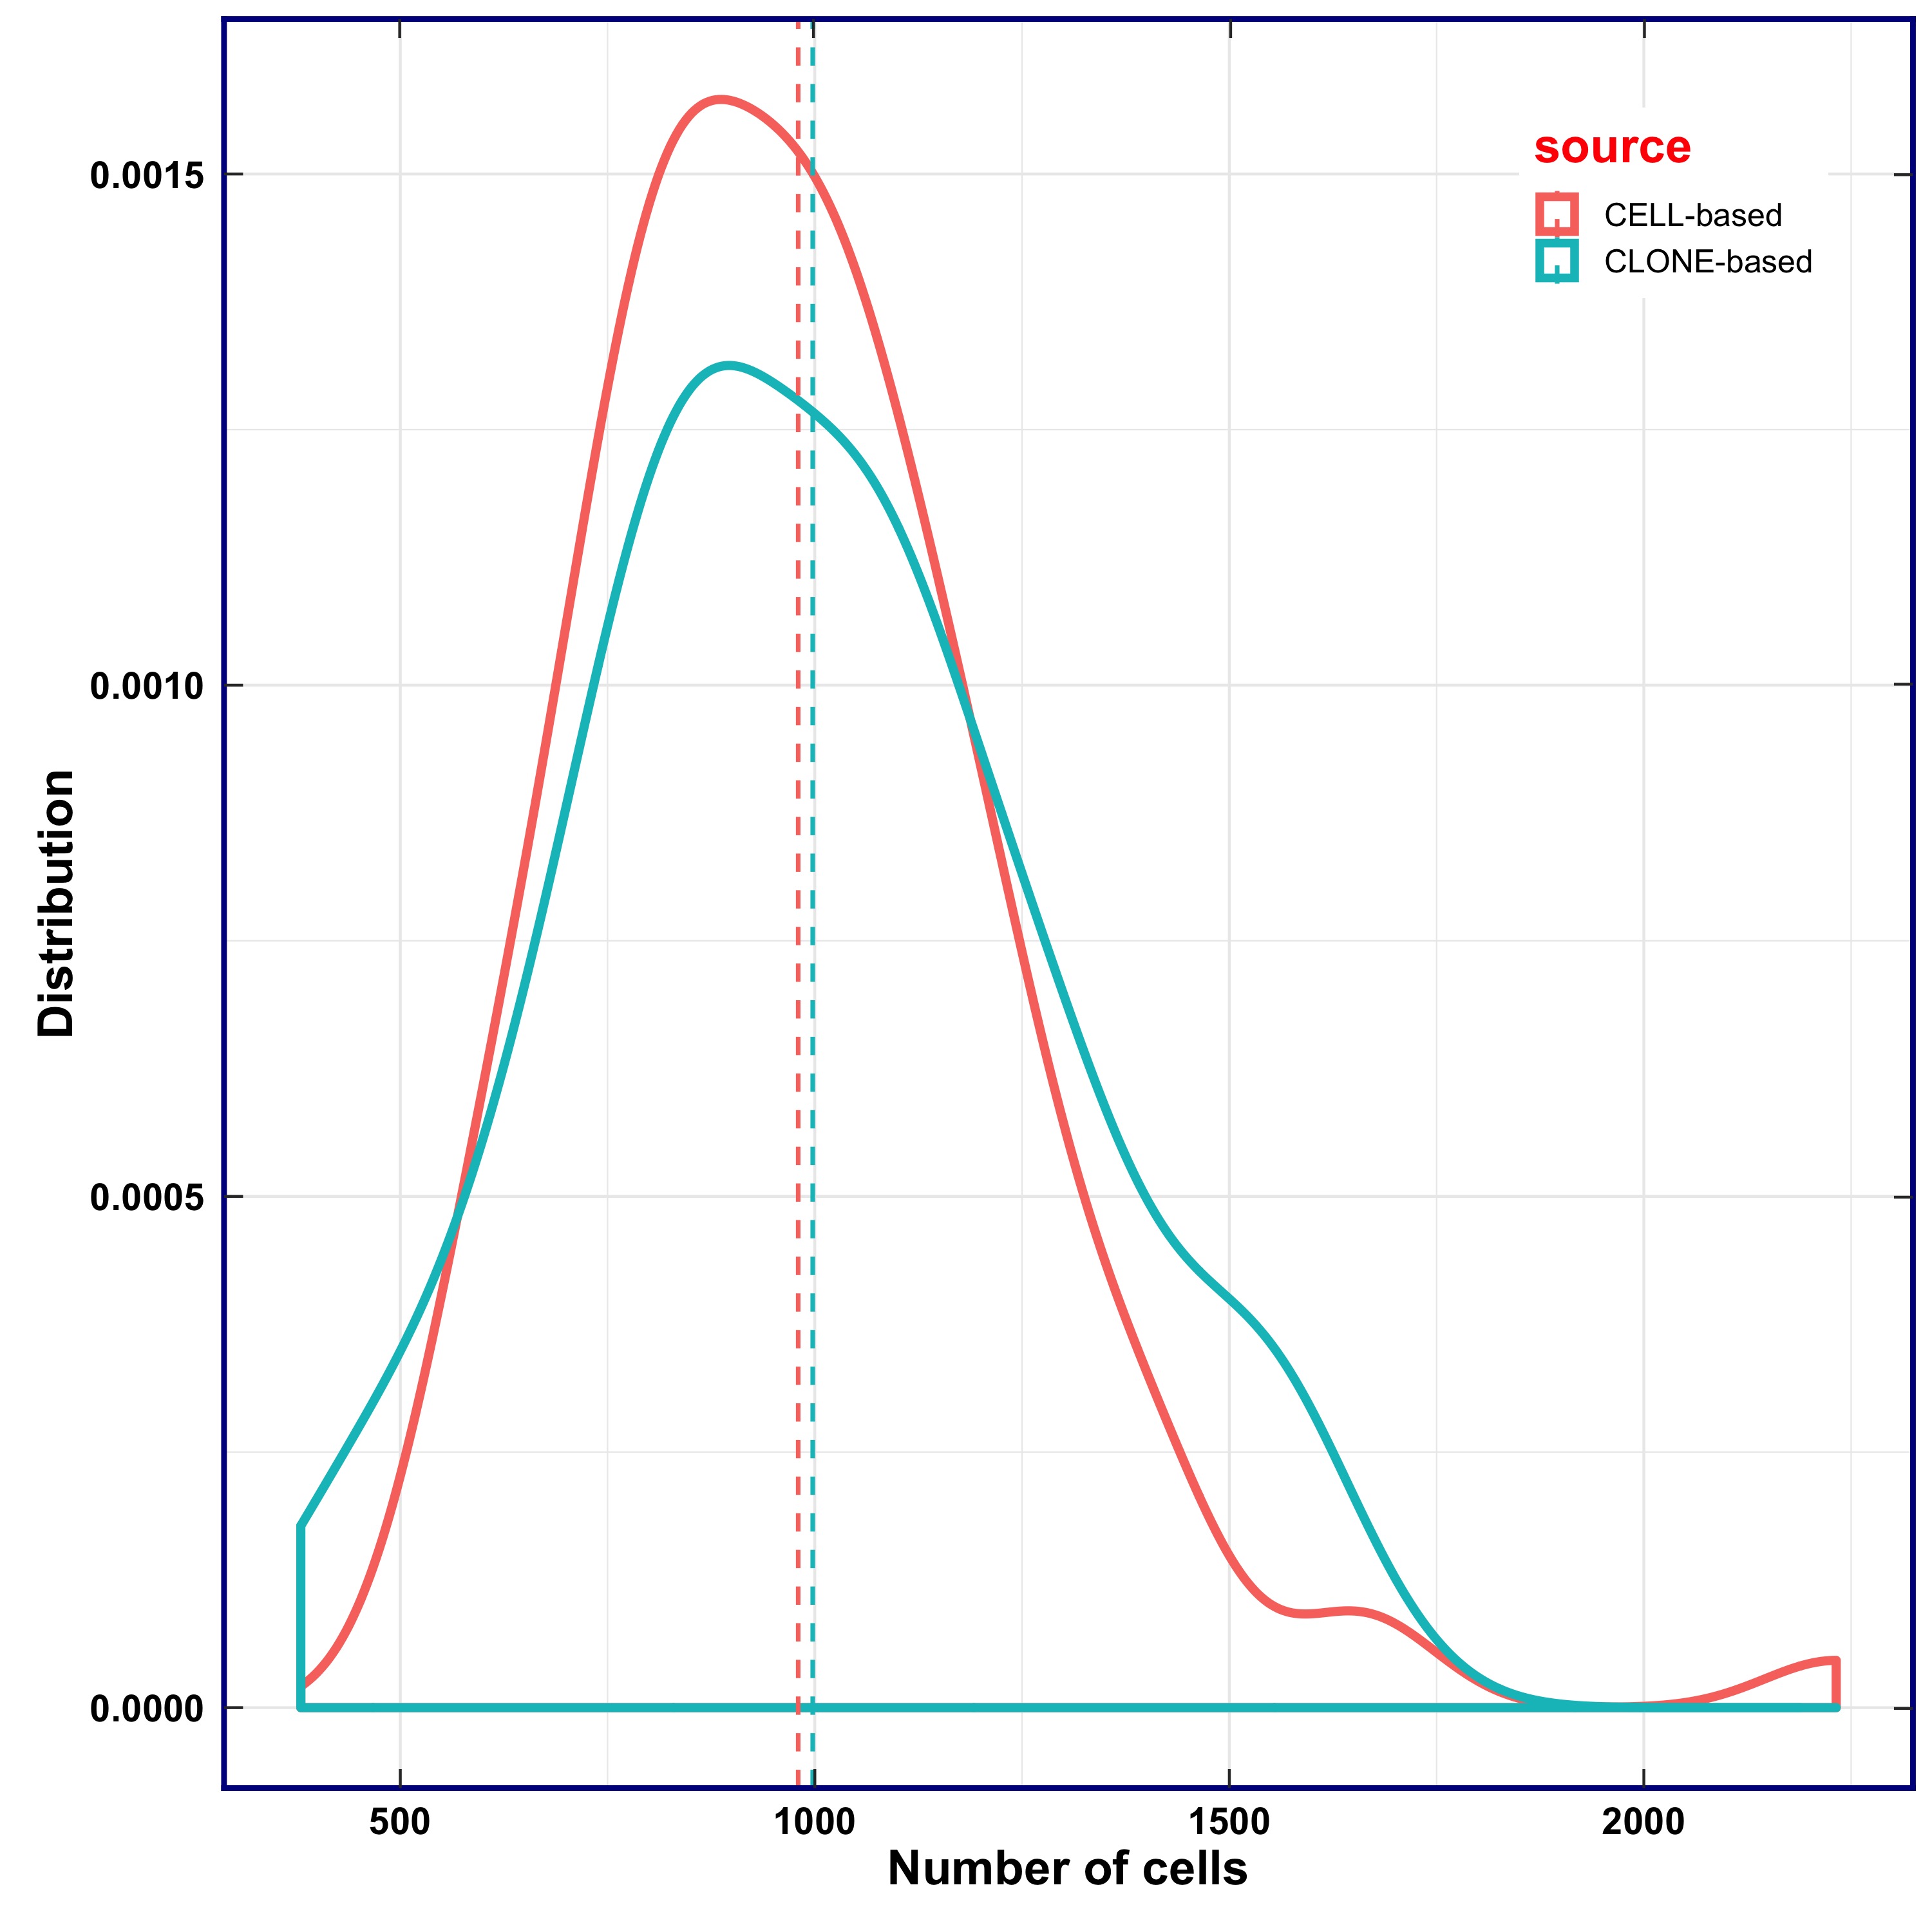 source
CELL-based
CLONE-based
0.0015
0.0010
0.0005
0.0000
Distribution
500 1000 1500 2000
Number of cells